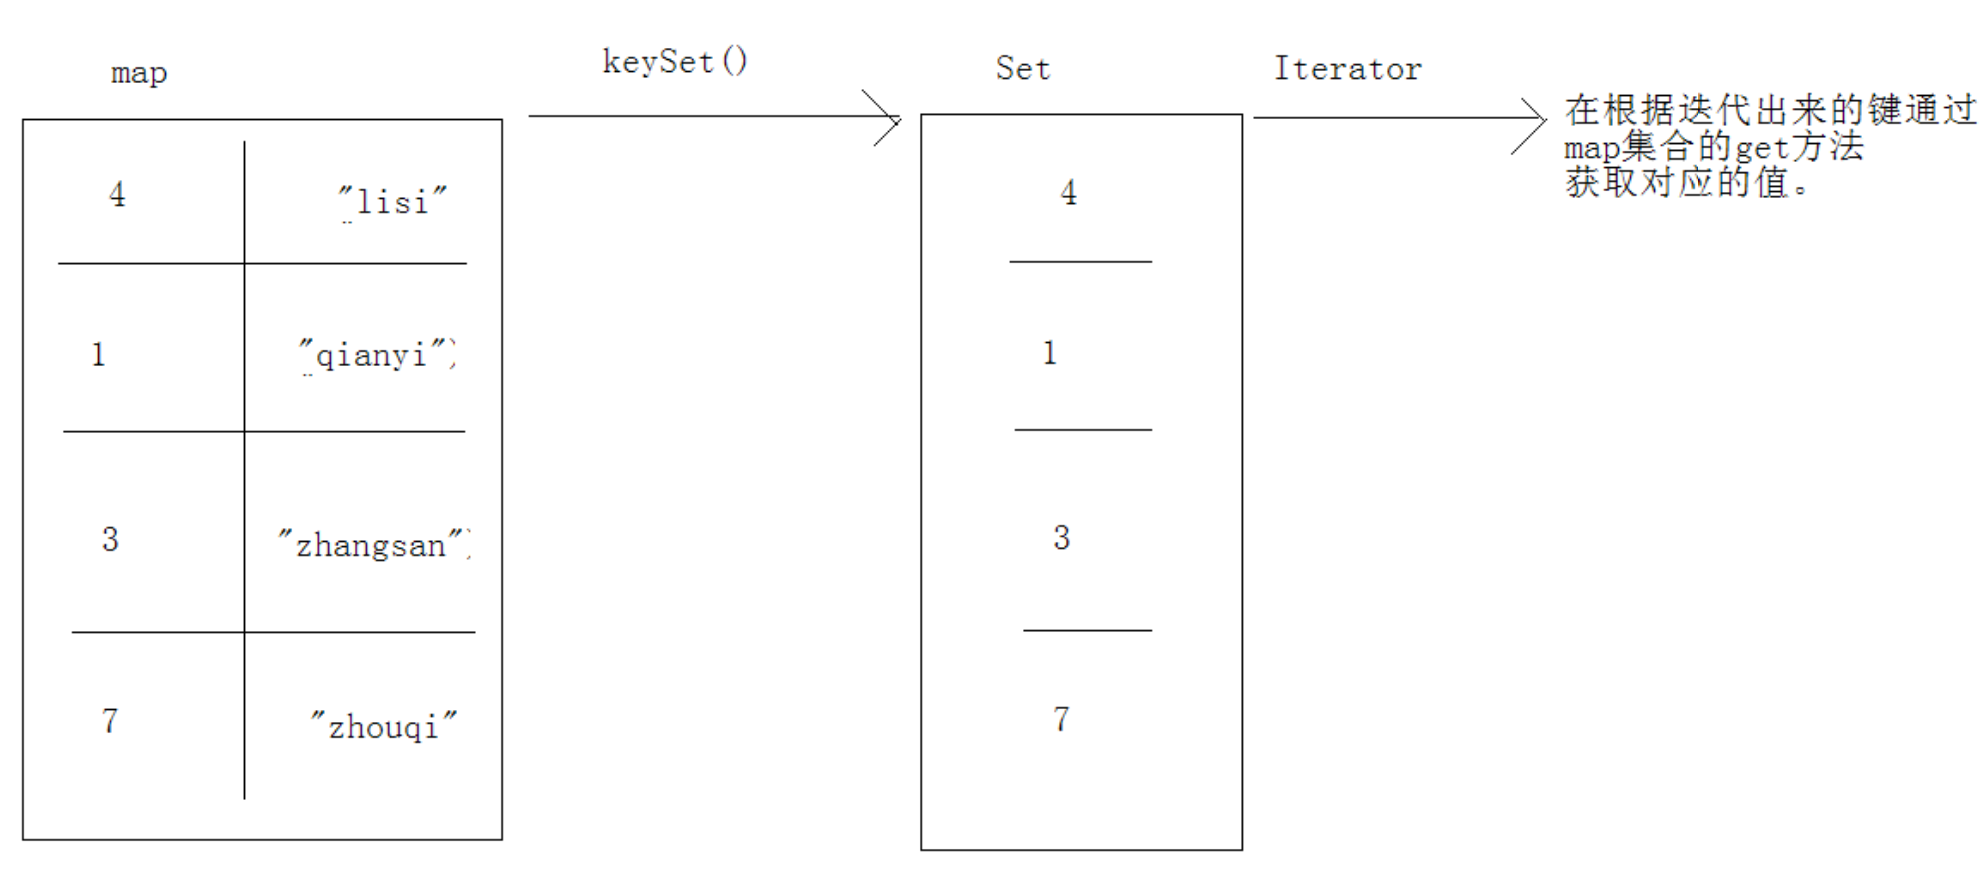 map
keySet()
Set
Iterator
在根据迭代出来的键通过
map集合的get方法
获取对应的值。
4 "lisi" 4
1 "qianyi") 1
3 "zhangsan") 3
7 "zhouqi" 7